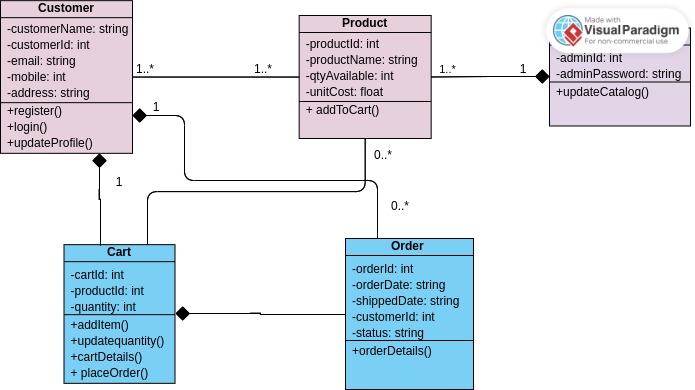 Customer
-customerName: string
-customerId: int
-email: string
-mobile: int
-address: string
+register()
+login()
+updateProfile()
1..*
1..*
Product
-productId: int
-productName: string
-qtyAvailable: int
-unitCost: float
+ addToCart()
1..*
1
Made with
VisualParadigm
For non-commercial use
-adminId: int
-adminPassword: string
+updateCatalog()
1
1
0..*
0..*
Cart
-cartId: int
-productId: int
-quantity: int
+addItem()
+updatequantity()
+cartDetails()
+ placeOrder()
Order
-orderId: int
-orderDate: string
-shippedDate: string
-customerId: int
-status: string
+orderDetails()